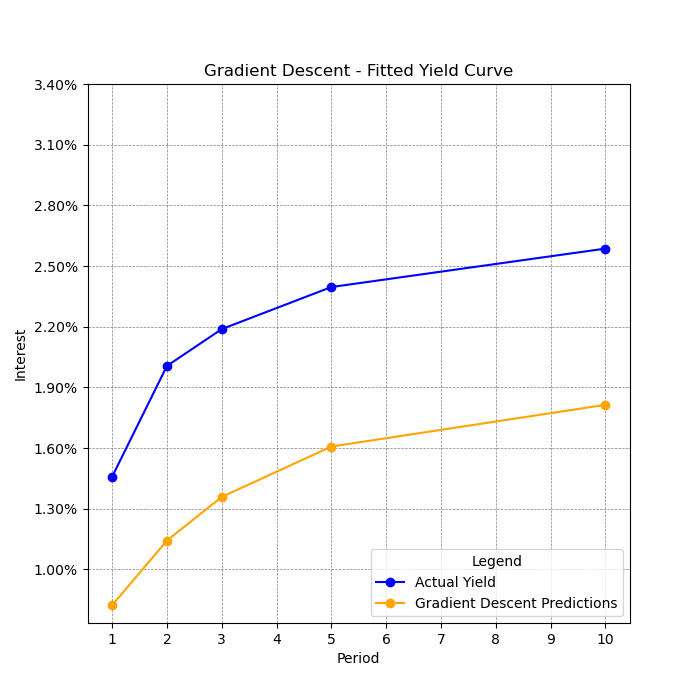 Gradient Descent - Fitted Yield Curve
3.40%
3.10%
2.80%
2.50%
2.20%
1.90%
1.60%
1.30%
1.00%
Interest
Legend
Actual Yield
Gradient Descent Predictions
1 2 3 4 5 6 7 8 9 10
Period